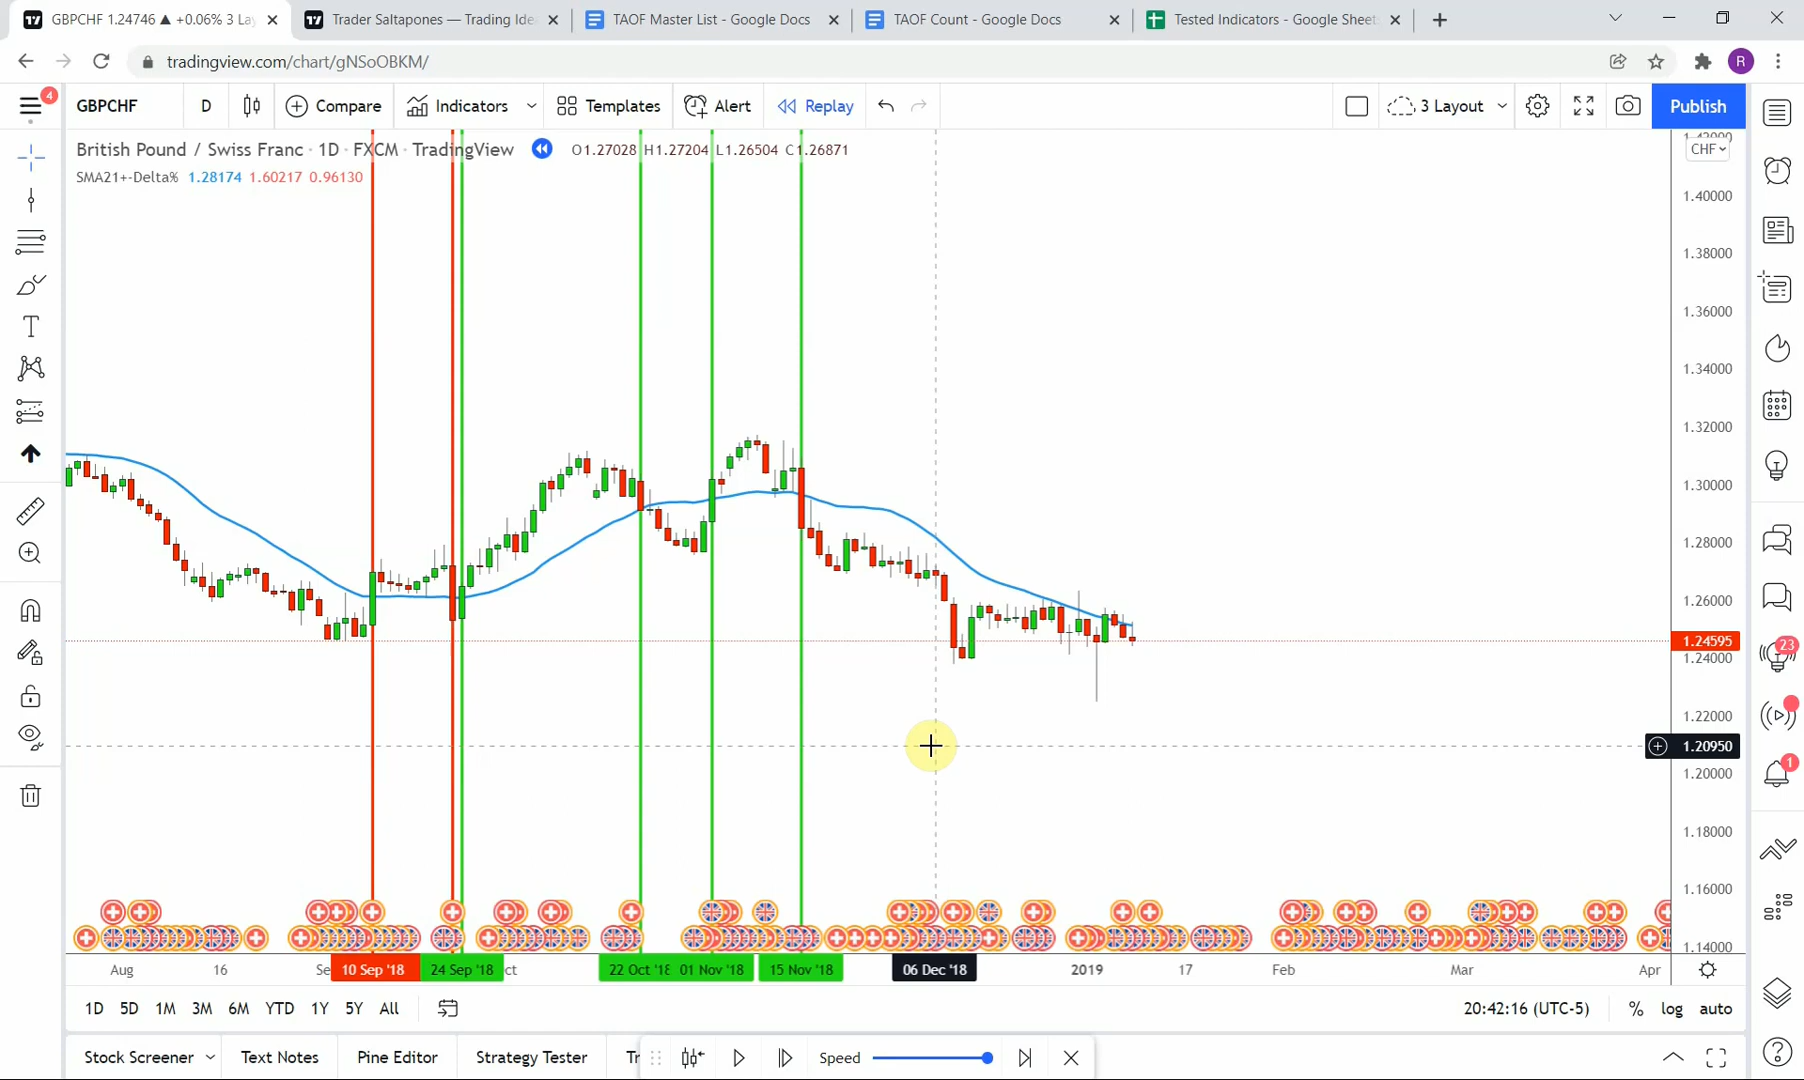 GBPCHF 1.24746 ▲ +0.06% 3 La
Trader Saltapones — Trading Ide
TAOF Master List - Google Docs
TAOF Count - Google Docs
Tested Indicators - Google Sheet
tradingview.com/chart/gNSoOBKM/
R
4
GBPCHF
D
Compare
Indicators
Templates
Alert
Replay
3 Layout
Publish
British Pound / Swiss Franc · 1D · FXCM · TradingView
O1.27028 H1.27204 L1.26504 C1.26871
SMA21+-Delta% 1.28174 1.60217 0.96130
1.42000
CHF
1.40000
1.38000
1.36000
1.34000
1.32000
1.30000
1.28000
1.26000
1.24595
1.24000
1.22000
1.20950
1.20000
1.18000
1.16000
1.14000
23
1
Aug 16 Se 10 Sep '18 24 Sep '18 ct 22 Oct '18 01 Nov '18 15 Nov '18 06 Dec '18 2019 17 Feb Mar Apr
1D 5D 1M 3M 6M YTD 1Y 5Y All
20:42:16 (UTC-5) % log auto
Stock Screener Text Notes Pine Editor Strategy Tester Tr
Speed